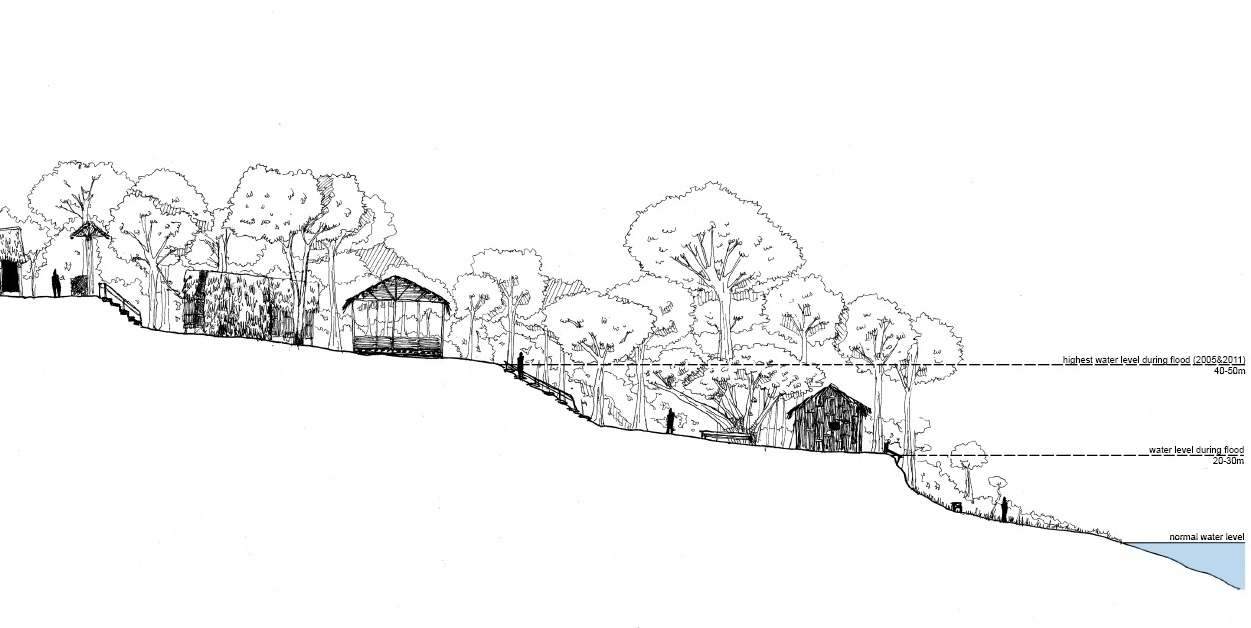 highest water level during flood (2005&2011)
40-50m
water level during flood
20-30m
normal water level